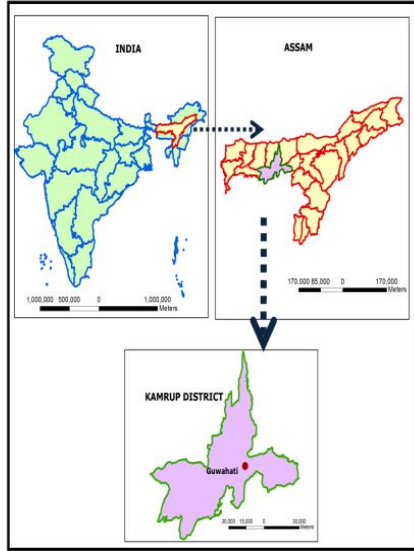 INDIA
1,000,000 500,000 0 1,000,000
Meters
ASSAM
170,000 85,000 0 170,000
Meters
KAMRUP DISTRICT
Guwahati
30,000 15,000 0 30,000
Meters